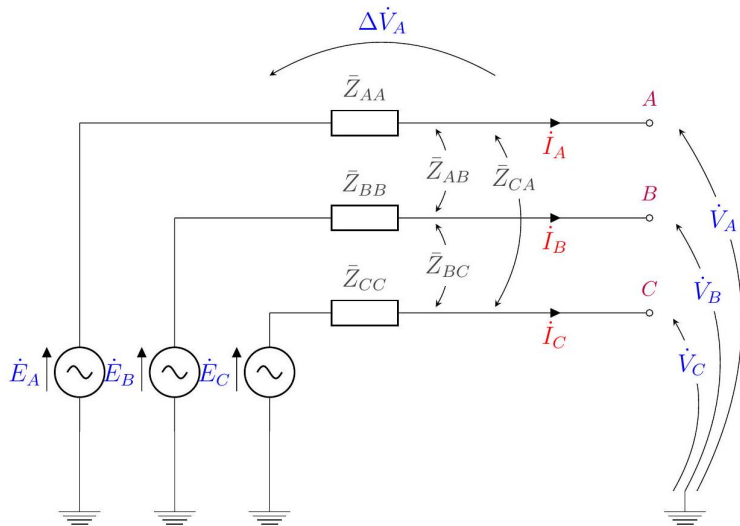 ΔV̇_A
Z̄_AA
A
İ_A
Z̄_AB
Z̄_CA
Z̄_BB
B
V̇_A
İ_B
Z̄_BC
V̇_B
Z̄_CC
C
İ_C
V̇_C
Ė_A
Ė_B
Ė_C